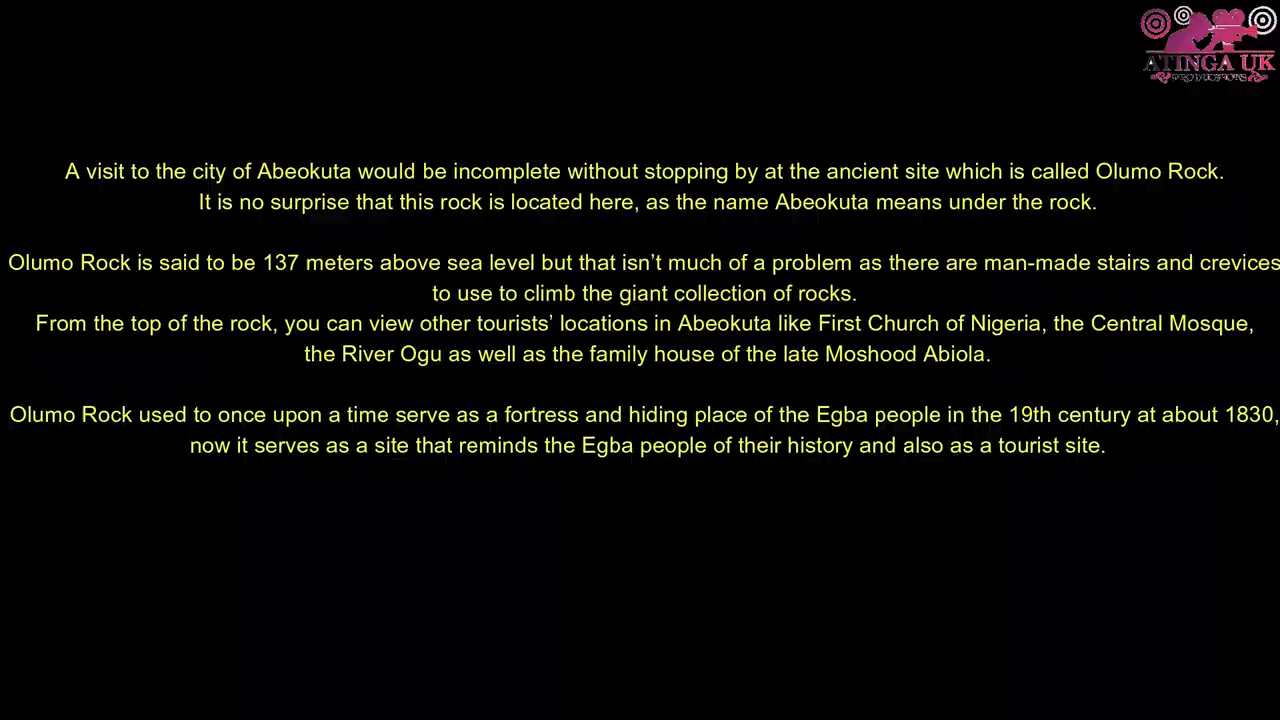 ATINGA UK
PRODUCTIONS
A visit to the city of Abeokuta would be incomplete without stopping by at the ancient site which is called Olumo Rock.
It is no surprise that this rock is located here, as the name Abeokuta means under the rock.
Olumo Rock is said to be 137 meters above sea level but that isn’t much of a problem as there are man-made stairs and crevices
to use to climb the giant collection of rocks.
From the top of the rock, you can view other tourists’ locations in Abeokuta like First Church of Nigeria, the Central Mosque,
the River Ogu as well as the family house of the late Moshood Abiola.
Olumo Rock used to once upon a time serve as a fortress and hiding place of the Egba people in the 19th century at about 1830,
now it serves as a site that reminds the Egba people of their history and also as a tourist site.